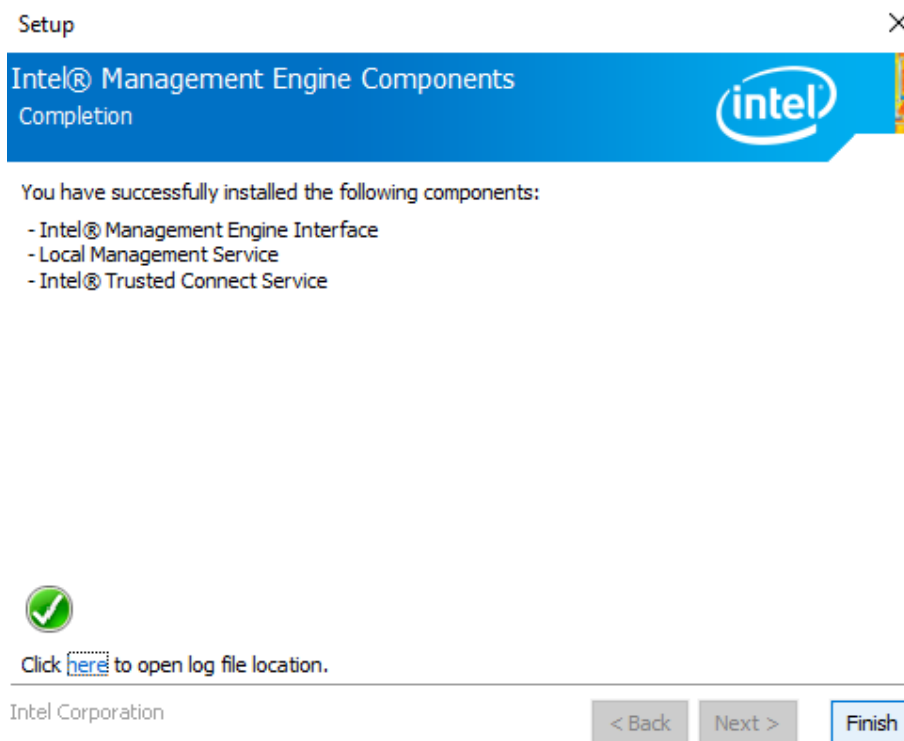 Setup
Intel® Management Engine Components
Completion
intel
You have successfully installed the following components:
- Intel® Management Engine Interface
- Local Management Service
- Intel® Trusted Connect Service
Click here to open log file location.
Intel Corporation
< Back Next > Finish